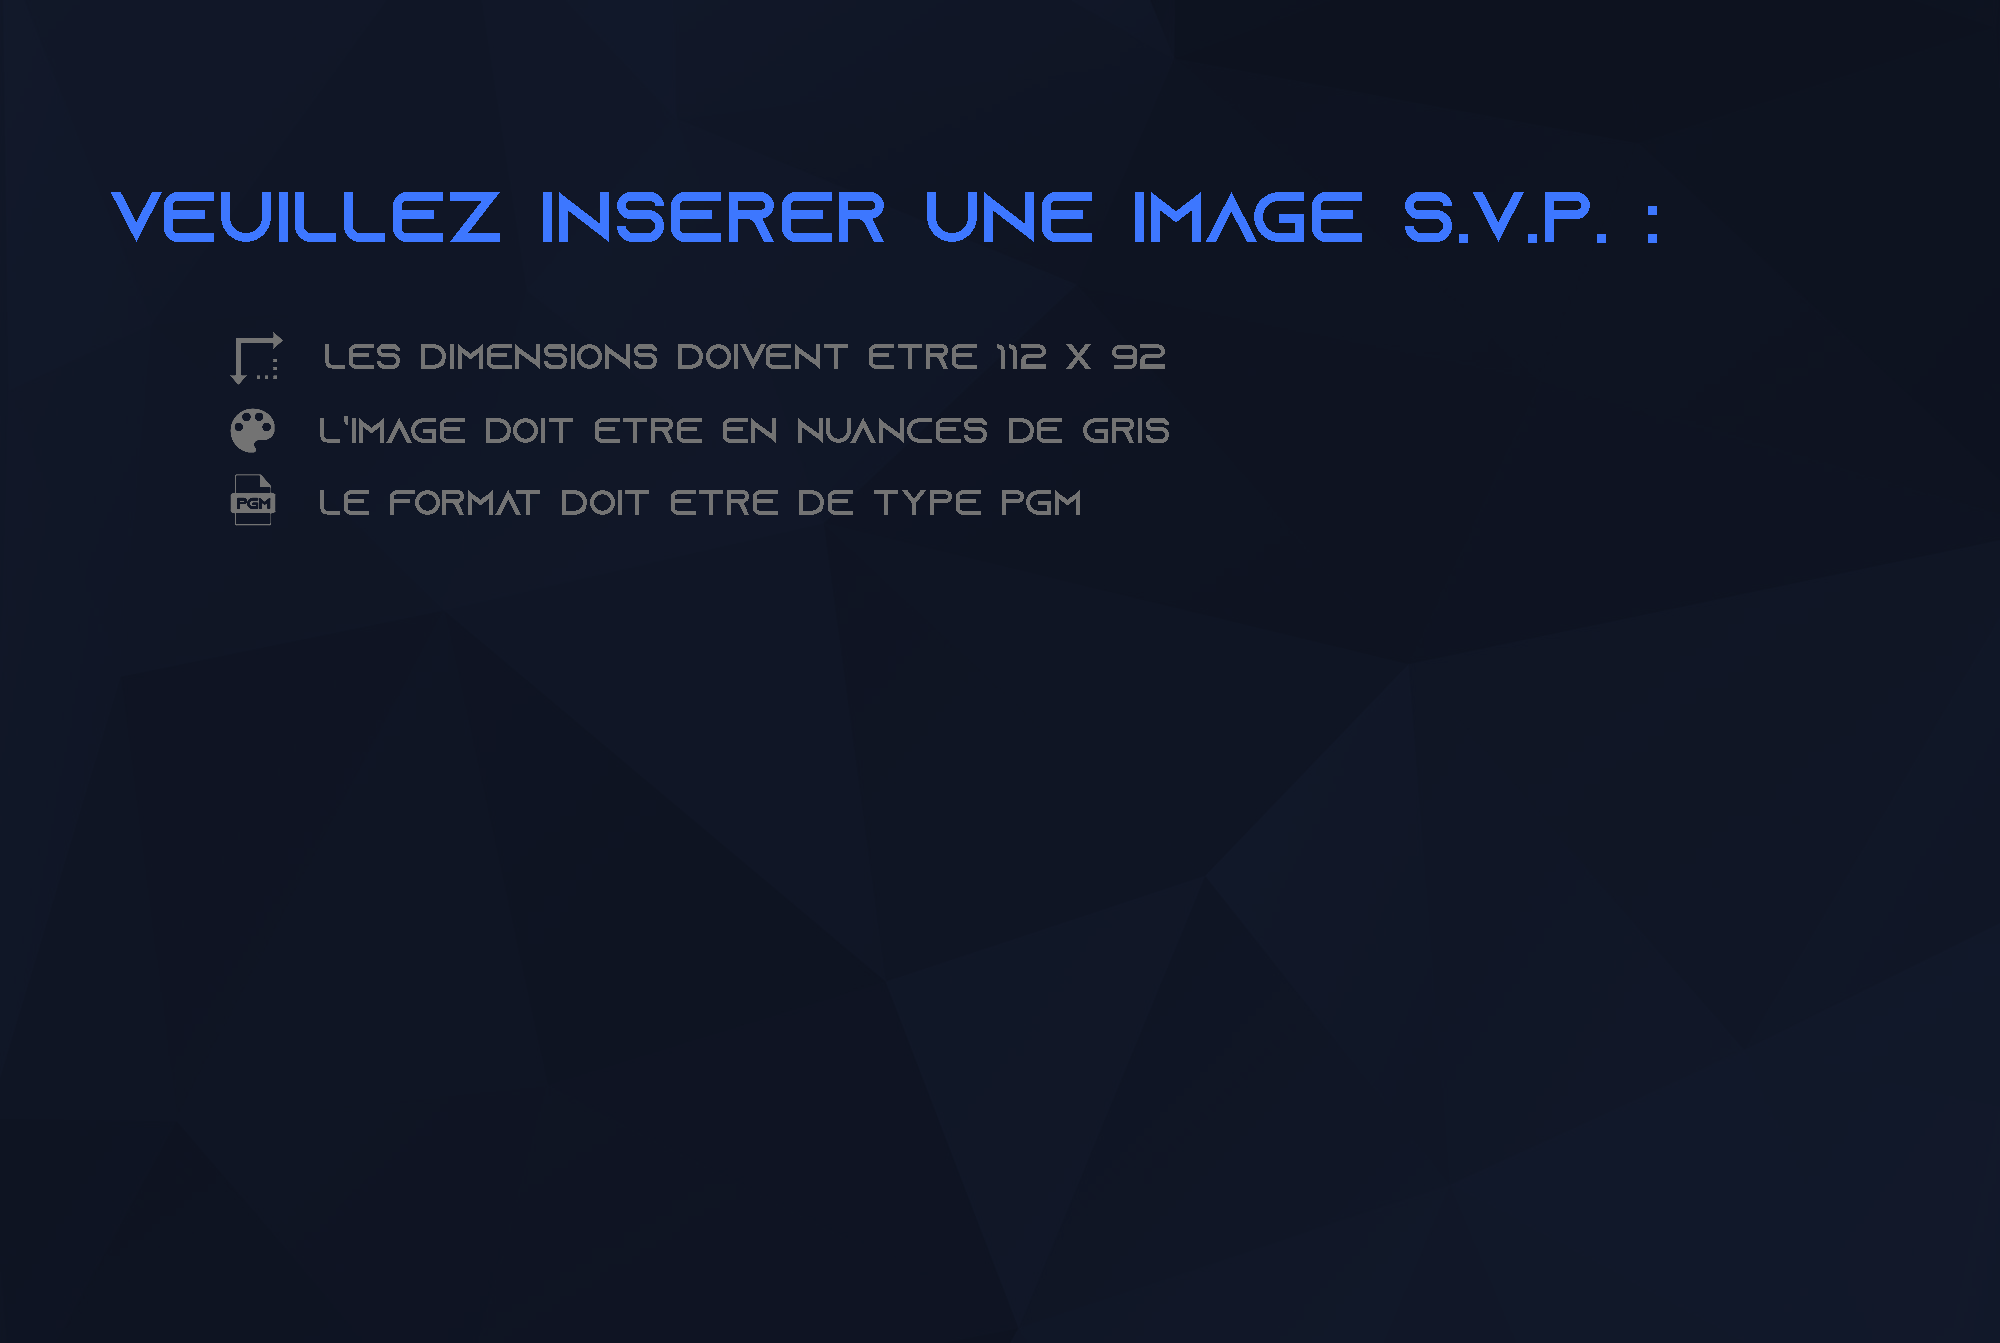 VEUILLEZ INSERER UNE IMAGE S.V.P. :
LES DIMENSIONS DOIVENT ETRE 112 X 92
L'IMAGE DOIT ETRE EN NUANCES DE GRIS
PGM
LE FORMAT DOIT ETRE DE TYPE PGM